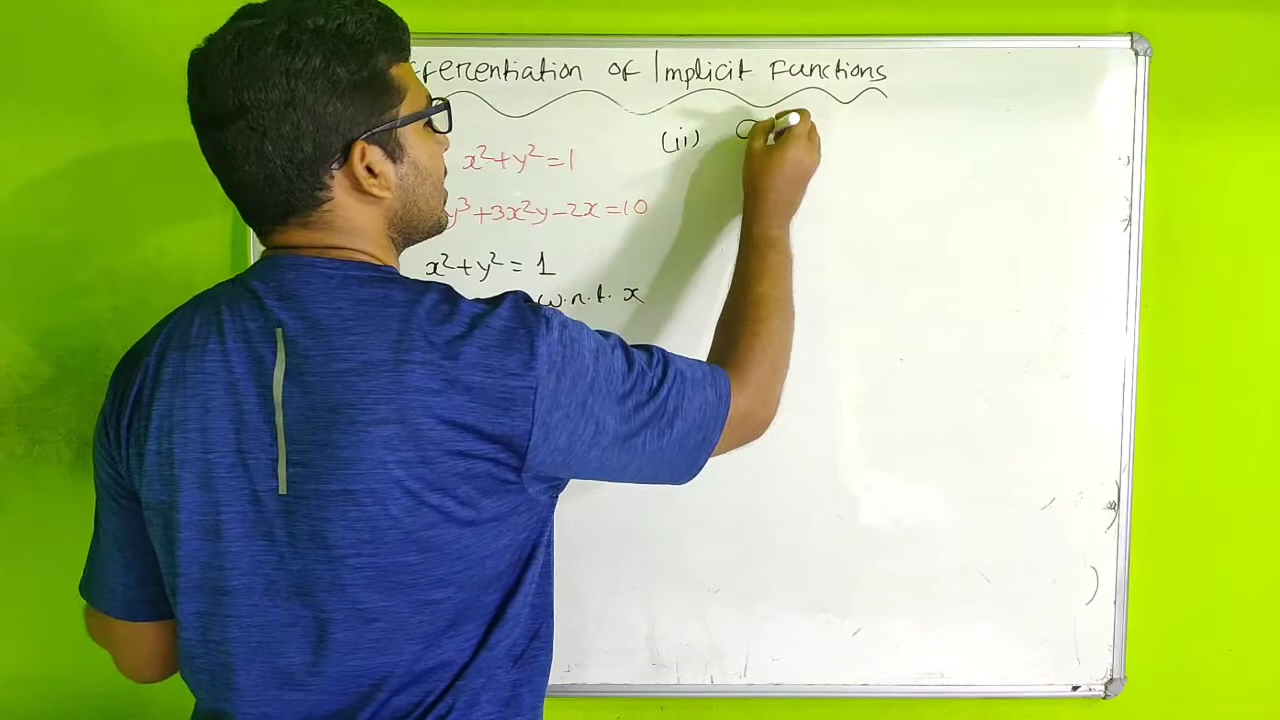 fferentiation of Implicit Functions
x²+y²=1
y³+3x²y-2x=10
x²+y² = 1
w.r.t. x
(ii)